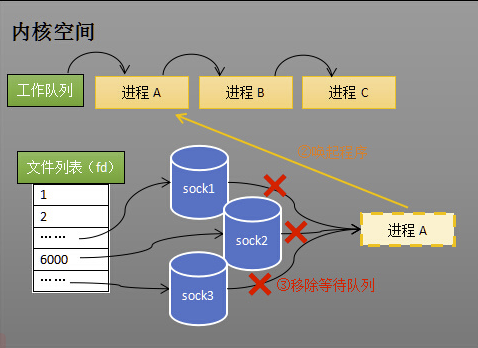 内核空间
工作队列
进程 A
进程 B
进程 C
文件列表（fd）
1
2
……
6000
……
sock1
sock2
sock3
进程 A
③移除等待队列